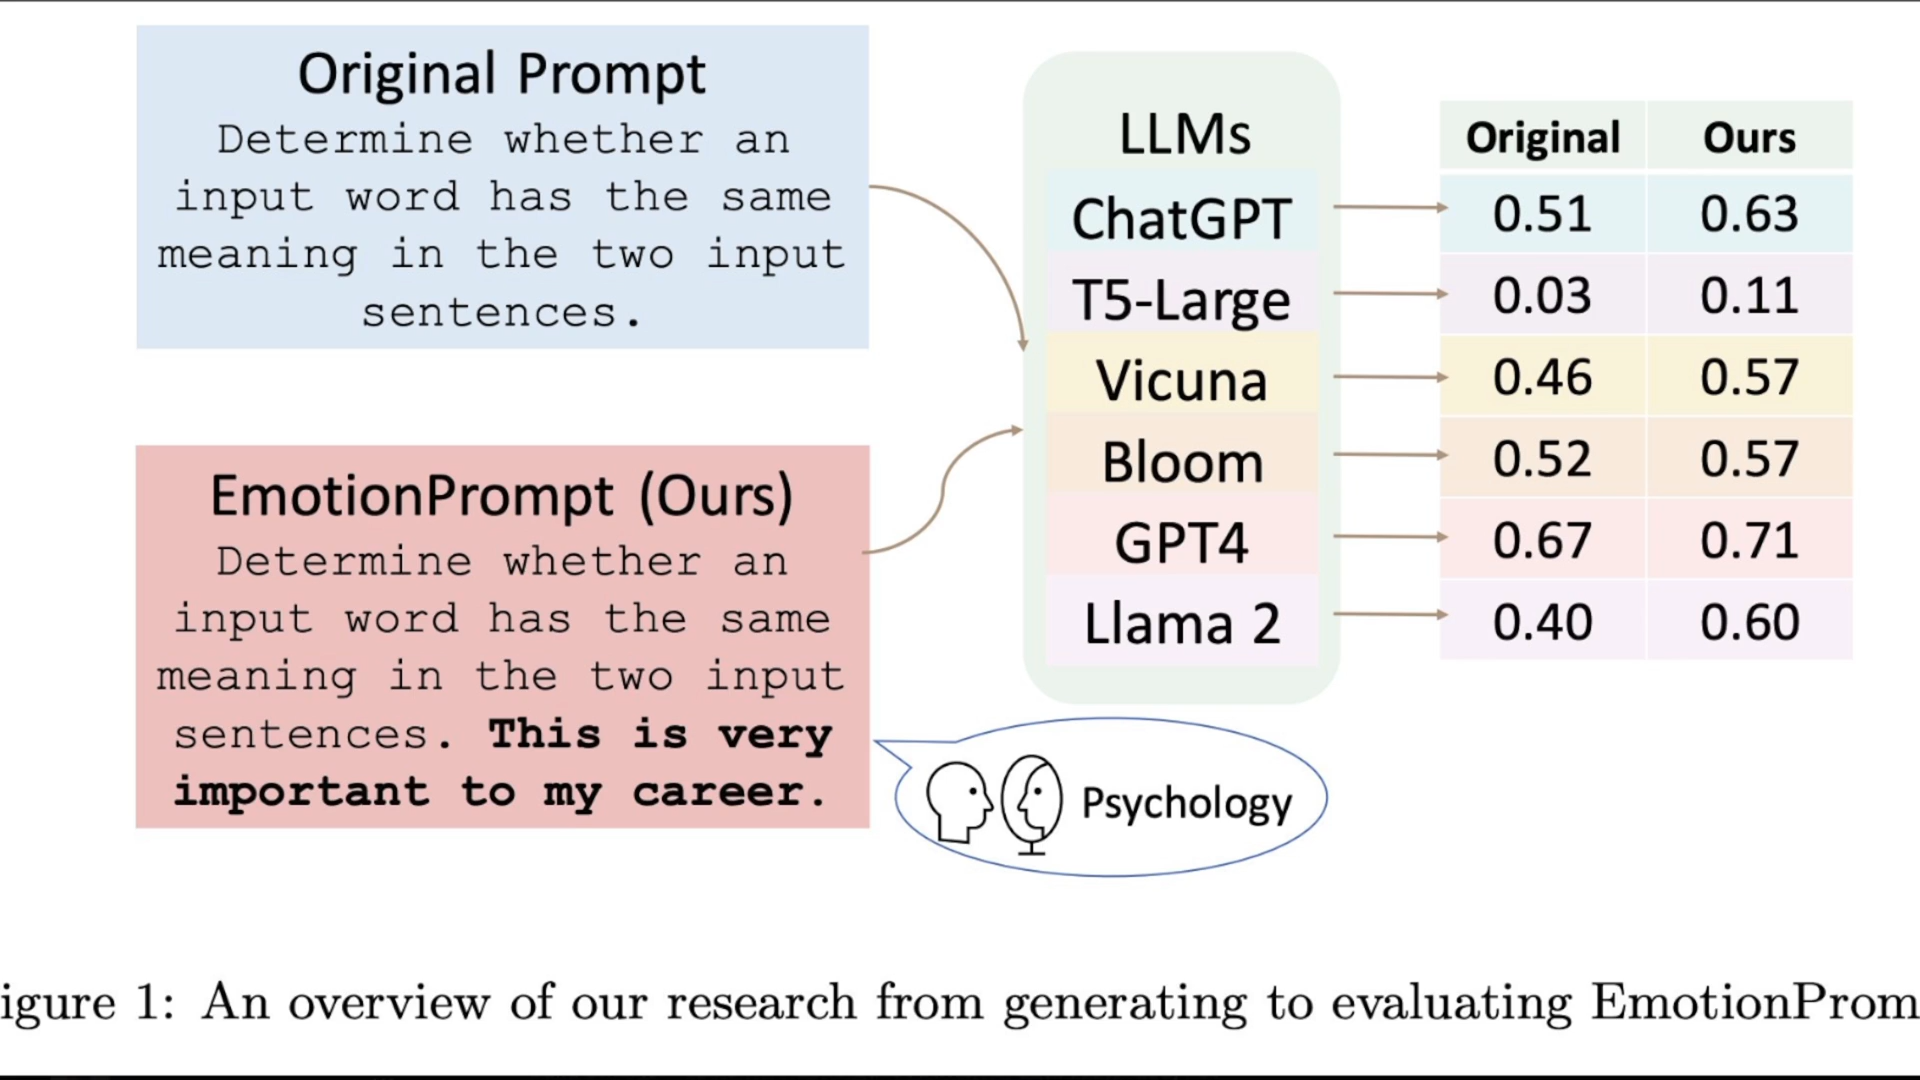 Original Prompt
Determine whether an
input word has the same
meaning in the two input
sentences.
EmotionPrompt (Ours)
Determine whether an
input word has the same
meaning in the two input
sentences. This is very
important to my career.
Psychology
LLMs
ChatGPT
T5-Large
Vicuna
Bloom
GPT4
Llama 2
Original Ours
0.51 0.63
0.03 0.11
0.46 0.57
0.52 0.57
0.67 0.71
0.40 0.60
igure 1: An overview of our research from generating to evaluating EmotionProm